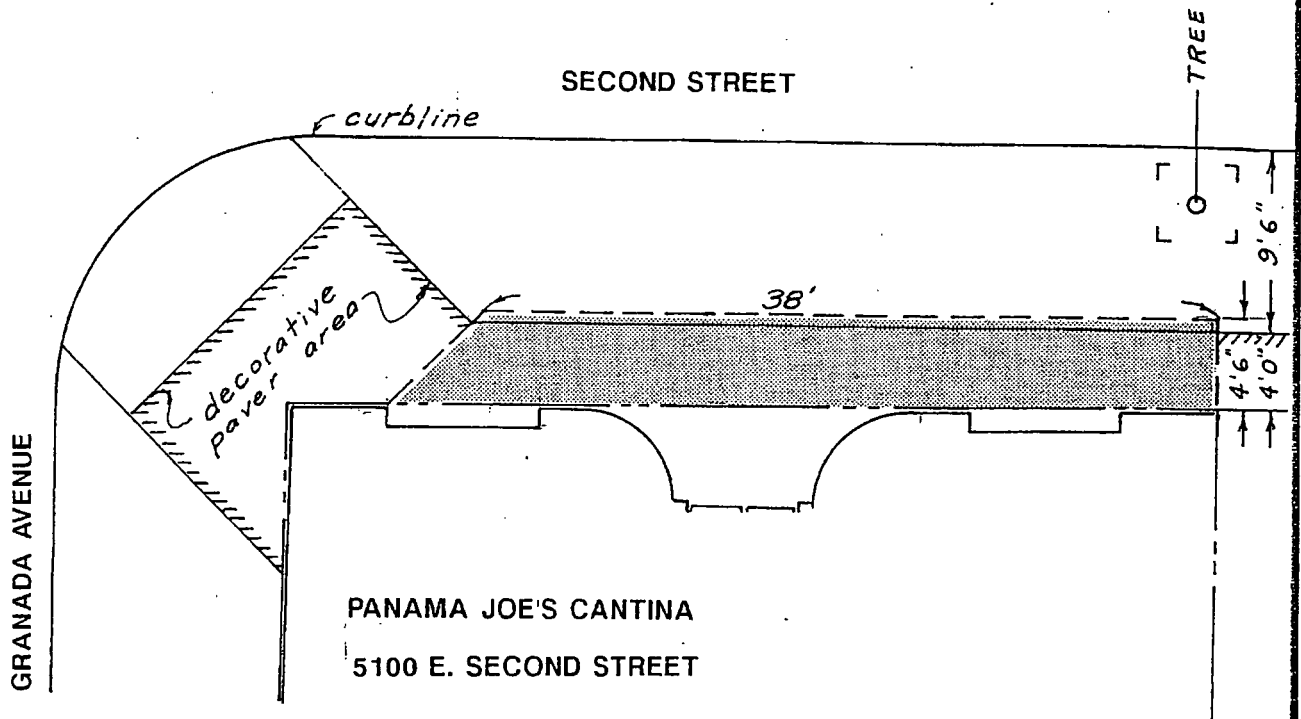 SECOND STREET
TREE
curbline
9'6"
38'
decorative
paver area
4'6"
4'0"
GRANADA AVENUE
PANAMA JOE'S CANTINA
5100 E. SECOND STREET